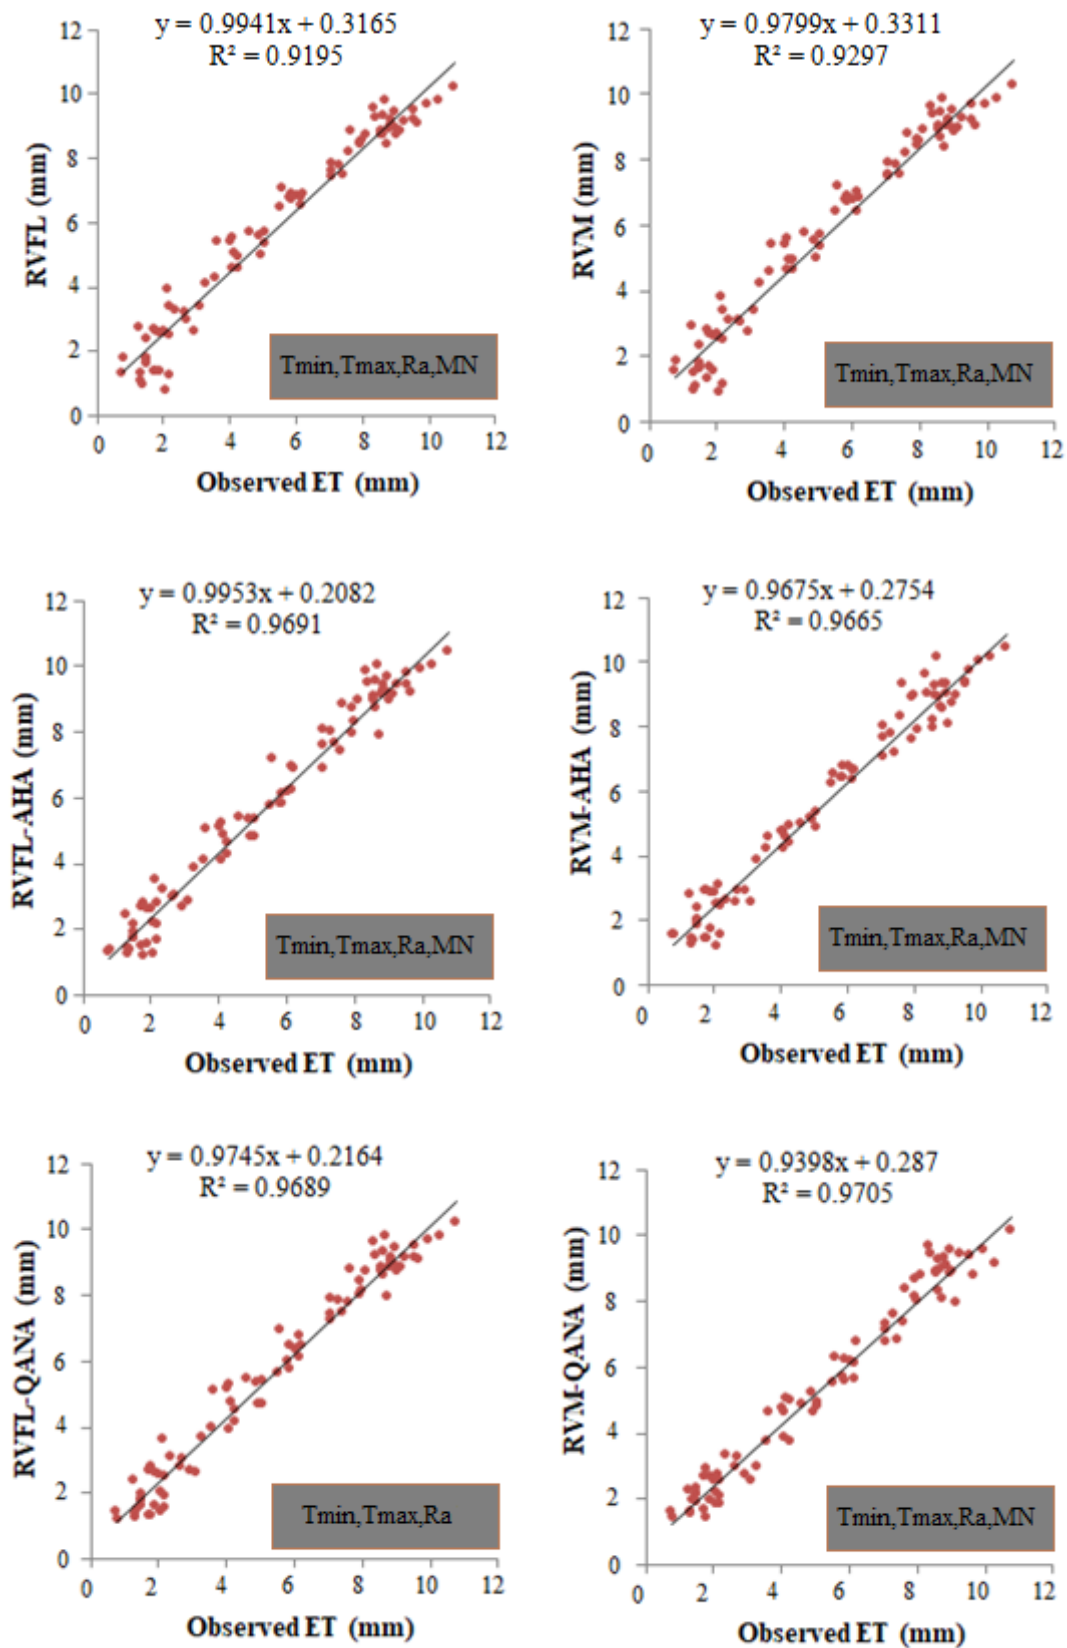 y = 0.9941x + 0.3165
R² = 0.9195
12
10
8
6
4
2
0
RVFL (mm)
Tmin,Tmax,Ra,MN
0 2 4 6 8 10 12
Observed ET (mm)
y = 0.9799x + 0.3311
R² = 0.9297
12
10
8
6
4
2
0
RVM (mm)
Tmin,Tmax,Ra,MN
0 2 4 6 8 10 12
Observed ET (mm)
y = 0.9953x + 0.2082
R² = 0.9691
12
10
8
6
4
2
0
RVFL-AHA (mm)
Tmin,Tmax,Ra,MN
0 2 4 6 8 10 12
Observed ET (mm)
y = 0.9675x + 0.2754
R² = 0.9665
12
10
8
6
4
2
0
RVM-AHA (mm)
Tmin,Tmax,Ra,MN
0 2 4 6 8 10 12
Observed ET (mm)
y = 0.9745x + 0.2164
R² = 0.9689
12
10
8
6
4
2
0
RVFL-QANA (mm)
Tmin,Tmax,Ra
0 2 4 6 8 10 12
Observed ET (mm)
y = 0.9398x + 0.287
R² = 0.9705
12
10
8
6
4
2
0
RVM-QANA (mm)
Tmin,Tmax,Ra,MN
0 2 4 6 8 10 12
Observed ET (mm)